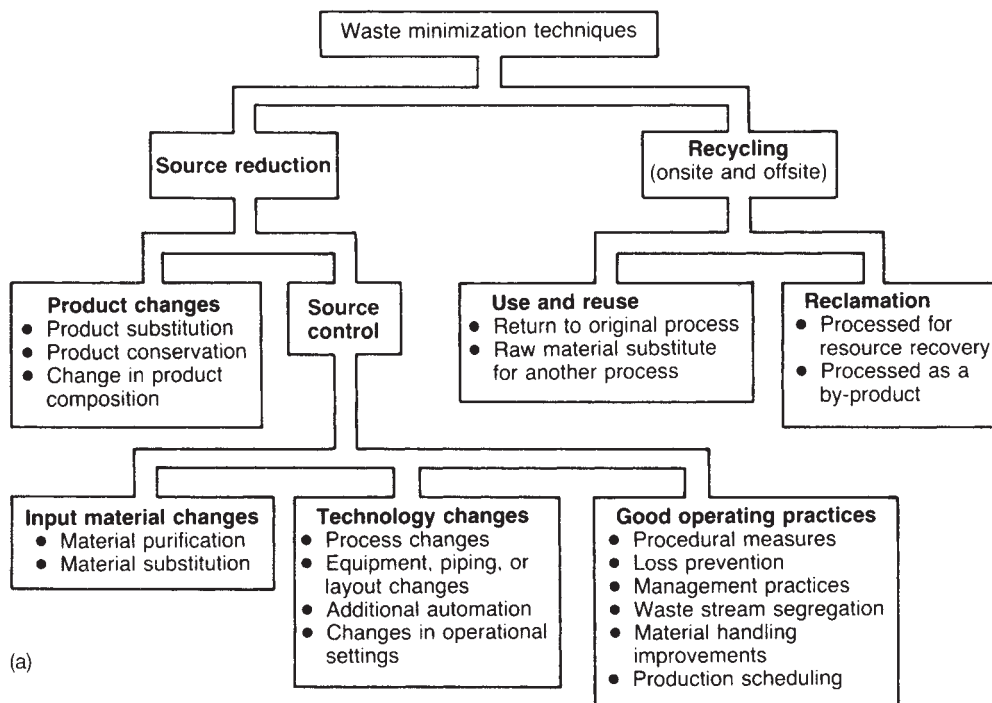 Waste minimization techniques
Source reduction
Recycling
(onsite and offsite)
Product changes
● Product substitution
● Product conservation
● Change in product
composition
Source
control
Use and reuse
● Return to original process
● Raw material substitute
for another process
Reclamation
● Processed for
resource recovery
● Processed as a
by-product
Input material changes
● Material purification
● Material substitution
Technology changes
● Process changes
● Equipment, piping, or
layout changes
● Additional automation
● Changes in operational
settings
Good operating practices
● Procedural measures
● Loss prevention
● Management practices
● Waste stream segregation
● Material handling
improvements
● Production scheduling
(a)